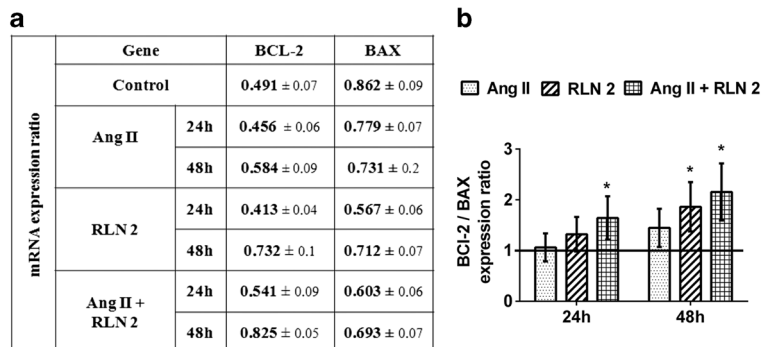 a
mRNA expression ratio
Gene BCL-2 BAX
Control 0.491 ± 0.07 0.862 ± 0.09
Ang II 24h 0.456 ± 0.06 0.779 ± 0.07
48h 0.584 ± 0.09 0.731 ± 0.2
RLN 2 24h 0.413 ± 0.04 0.567 ± 0.06
48h 0.732 ± 0.1 0.712 ± 0.07
Ang II + RLN 2 24h 0.541 ± 0.09 0.603 ± 0.06
48h 0.825 ± 0.05 0.693 ± 0.07
b
Ang II RLN 2 Ang II + RLN 2
BCl-2 / BAX
expression ratio
3
2
1
0
* * *
24h 48h